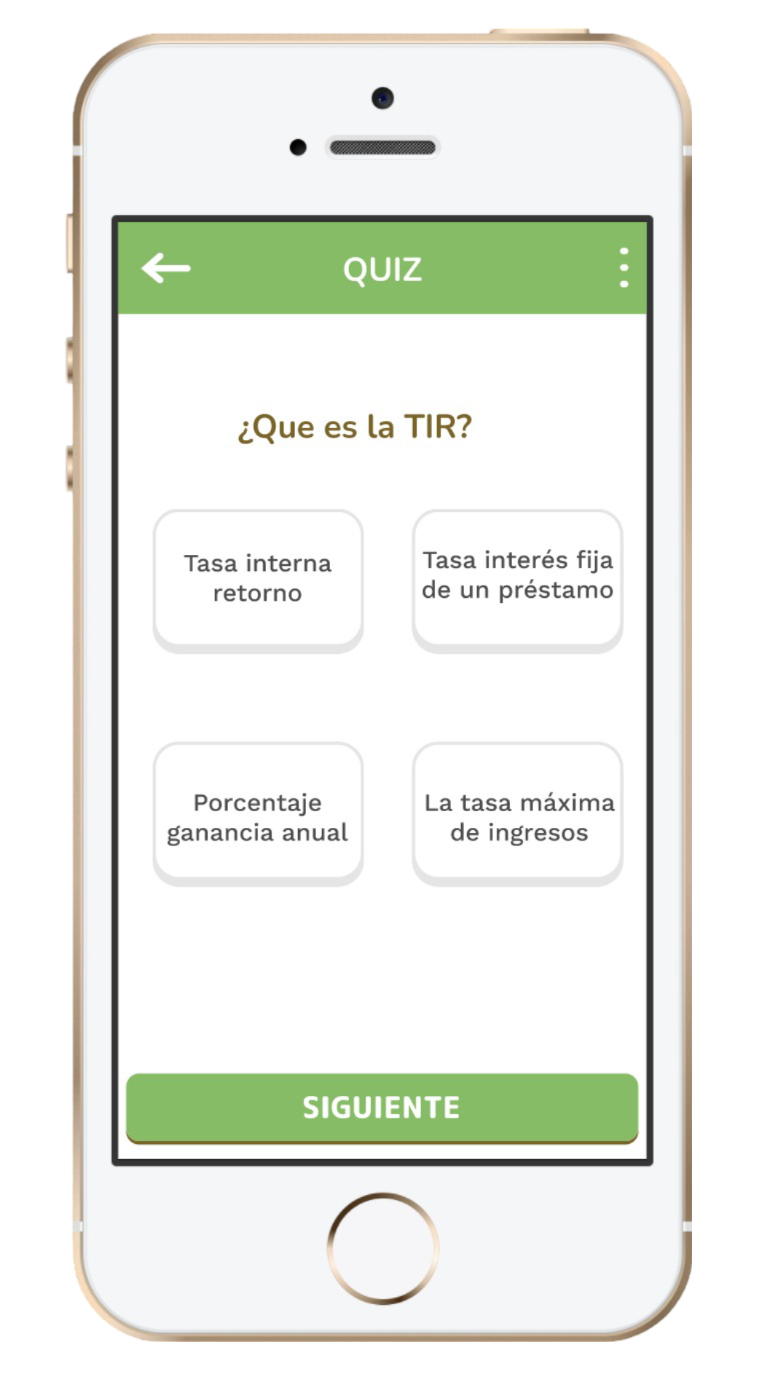 QUIZ
¿Que es la TIR?
Tasa interna
retorno
Tasa interés fija
de un préstamo
Porcentaje
ganancia anual
La tasa máxima
de ingresos
SIGUIENTE